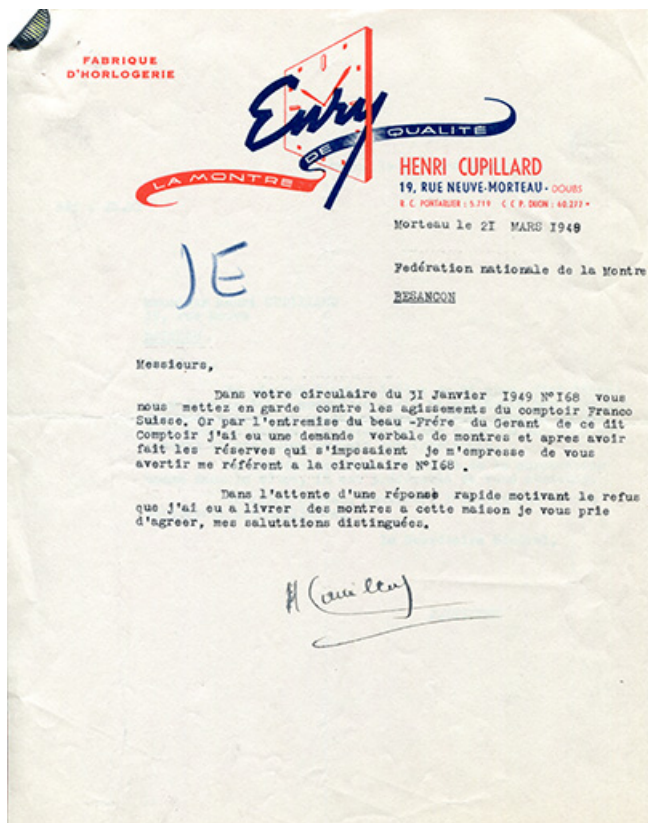 FABRIQUE
D'HORLOGERIE
Enry
LA MONTRE DE QUALITÉ
HENRI CUPILLARD
19, RUE NEUVE-MORTEAU - DOUBS
R. C. PONTARLIER : 5.719 C C P. DIJON : 60.277
Morteau le 2I MARS I949
JE
Fedération nationale de la Montre
BESANCON
Messieurs,
Dans votre circulaire du 3I Janvier I949 N°I68 vous
nous mettez en garde contre les agissements du comptoir Franco
Suisse. Or par l'entremise du beau -Frére du Gerant de ce dit
Comptoir j'ai eu une demande verbale de montres et apres avoir
fait les réserves qui s'imposaient je m'empresse de vous
avertir me référent a la circulaire N°I68 .
Dans l'attente d'une réponse rapide motivant le refus
que j'ai eu a livrer des montres a cette maison je vous prie
d'agreer, mes salutations distinguées.